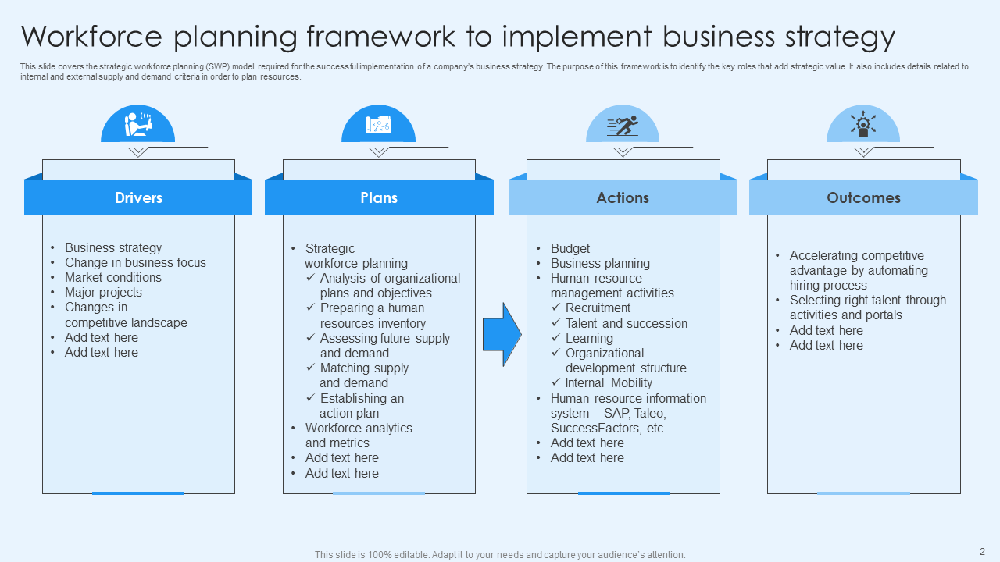 Workforce planning framework to implement business strategy
This slide covers the strategic workforce planning (SWP) model required for the successful implementation of a company's business strategy. The purpose of this framework is to identify the key roles that add strategic value. It also includes details related to
internal and external supply and demand criteria in order to plan resources.
Drivers
• Business strategy
• Change in business focus
• Market conditions
• Major projects
• Changes in
competitive landscape
• Add text here
• Add text here
Plans
• Strategic
workforce planning
✓ Analysis of organizational
plans and objectives
✓ Preparing a human
resources inventory
✓ Assessing future supply
and demand
✓ Matching supply
and demand
✓ Establishing an
action plan
• Workforce analytics
and metrics
• Add text here
• Add text here
Actions
• Budget
• Business planning
• Human resource
management activities
✓ Recruitment
✓ Talent and succession
✓ Learning
✓ Organizational
development structure
✓ Internal Mobility
• Human resource information
system – SAP, Taleo,
SuccessFactors, etc.
• Add text here
• Add text here
Outcomes
• Accelerating competitive
advantage by automating
hiring process
• Selecting right talent through
activities and portals
• Add text here
• Add text here
This slide is 100% editable. Adapt it to your needs and capture your audience's attention.
2